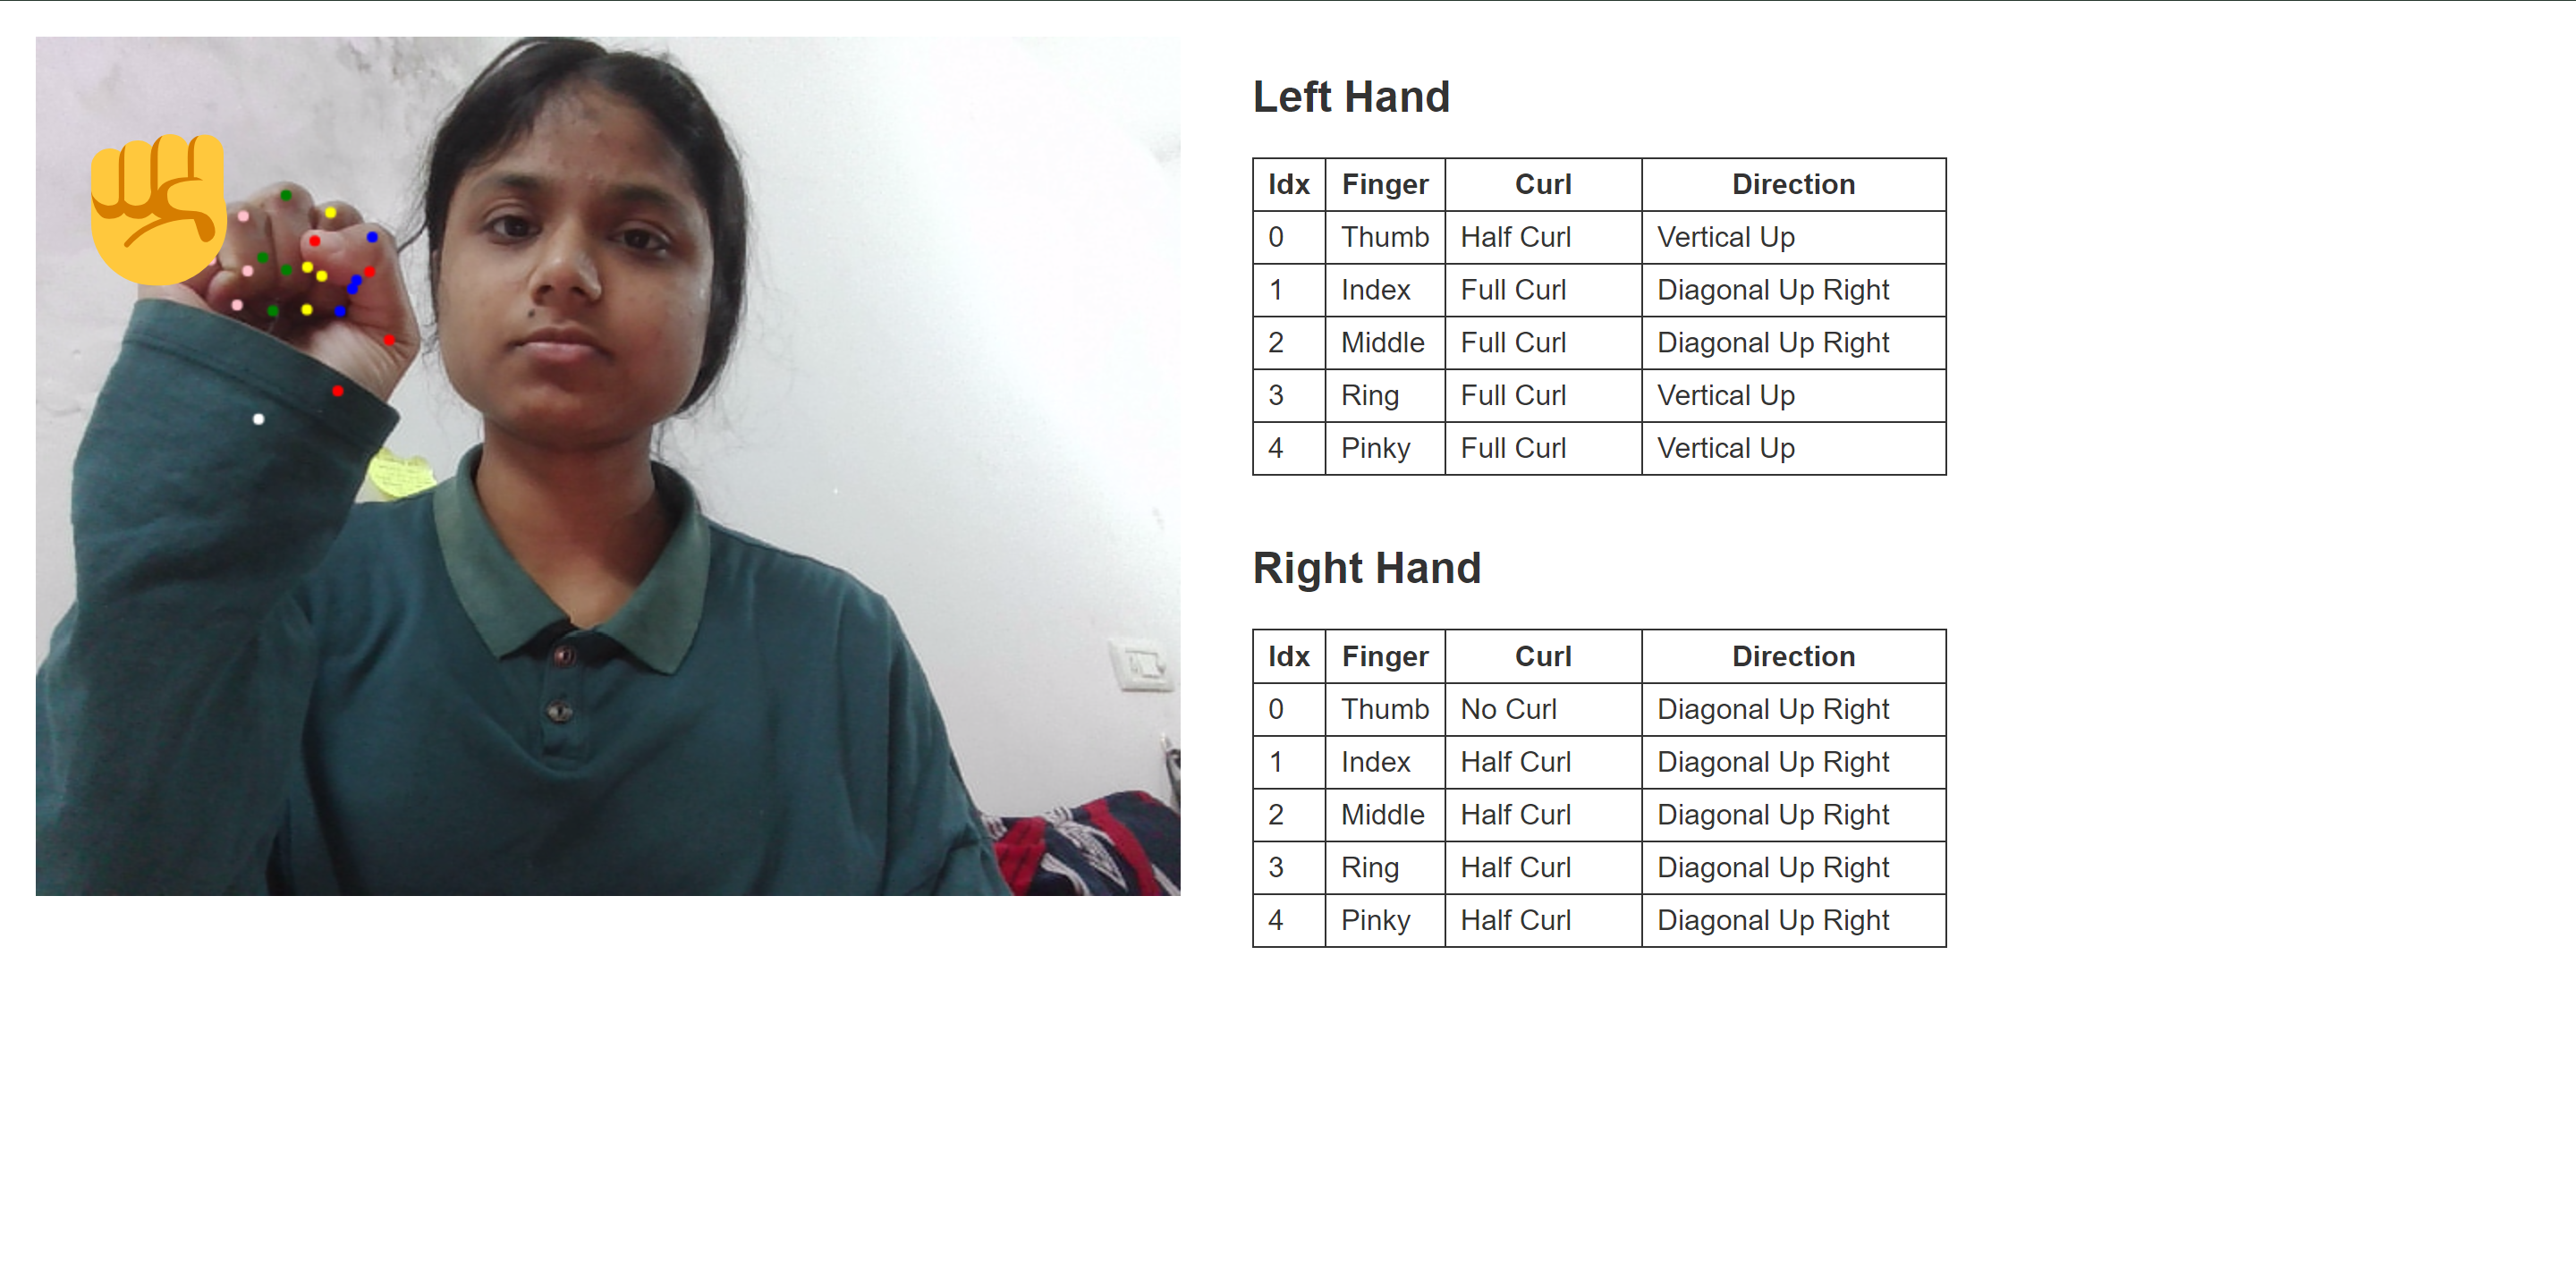 Left Hand
Idx Finger Curl Direction
0 Thumb Half Curl Vertical Up
1 Index Full Curl Diagonal Up Right
2 Middle Full Curl Diagonal Up Right
3 Ring Full Curl Vertical Up
4 Pinky Full Curl Vertical Up
Right Hand
Idx Finger Curl Direction
0 Thumb No Curl Diagonal Up Right
1 Index Half Curl Diagonal Up Right
2 Middle Half Curl Diagonal Up Right
3 Ring Half Curl Diagonal Up Right
4 Pinky Half Curl Diagonal Up Right